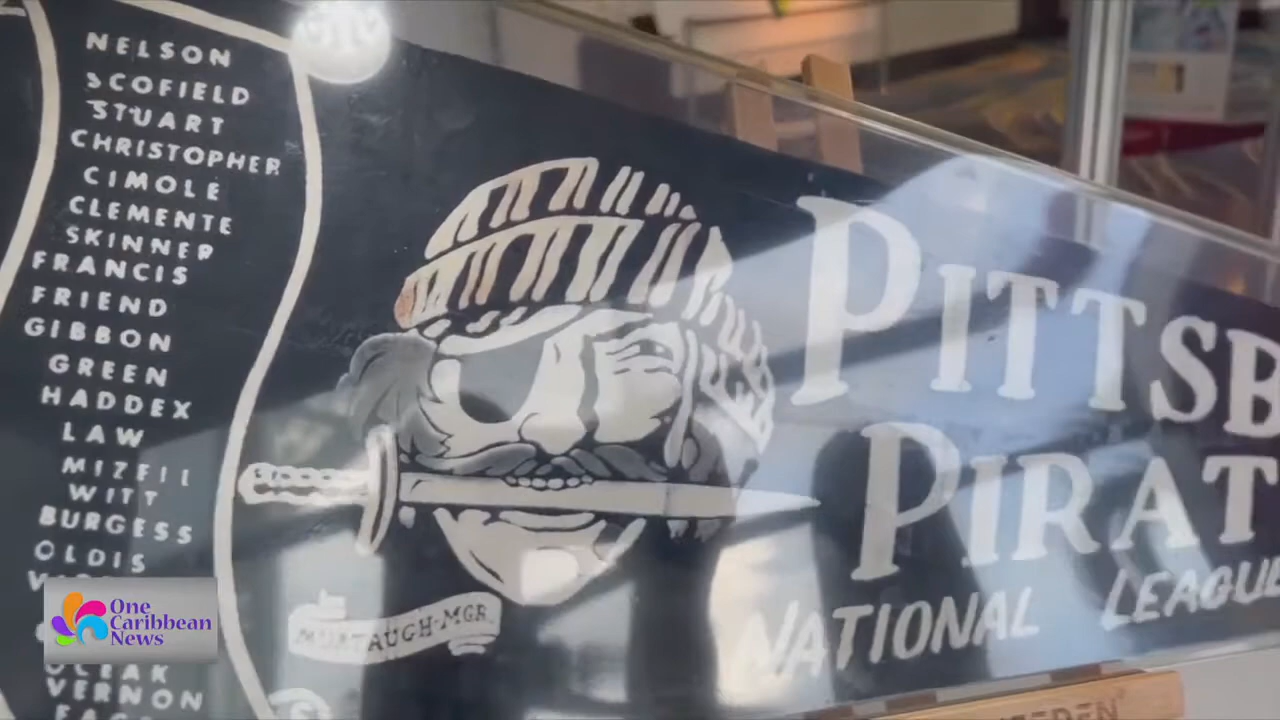 NELSON
SCOFIELD
STUART
CHRISTOPHER
CIMOLE
CLEMENTE
SKINNER
FRANCIS
FRIEND
GIBBON
GREEN
HADDEX
LAW
WITT
BURGESS
OLDIS
VERNON
MURTAUGH-MGR.
PITTSB
PIRAT
NATIONAL LEAGUE
One
Caribbean
News